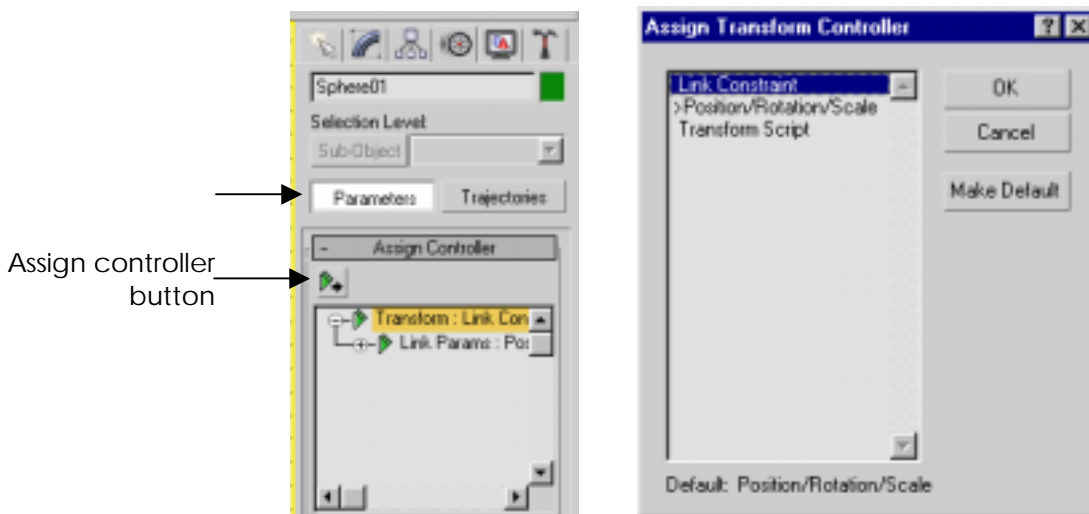 Sphere01
Selection Level:
Sub-Object
Parameters
Trajectories
- Assign Controller
Assign controller
button
Transform : Link Con
Link Params : Pos
Assign Transform Controller
Link Constraint
>Position/Rotation/Scale
Transform Script
OK
Cancel
Make Default
Default: Position/Rotation/Scale